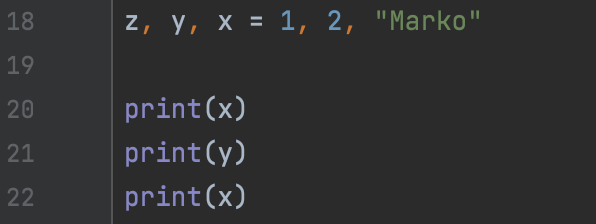 18 z, y, x = 1, 2, "Marko"
19
20 print(x)
21 print(y)
22 print(x)